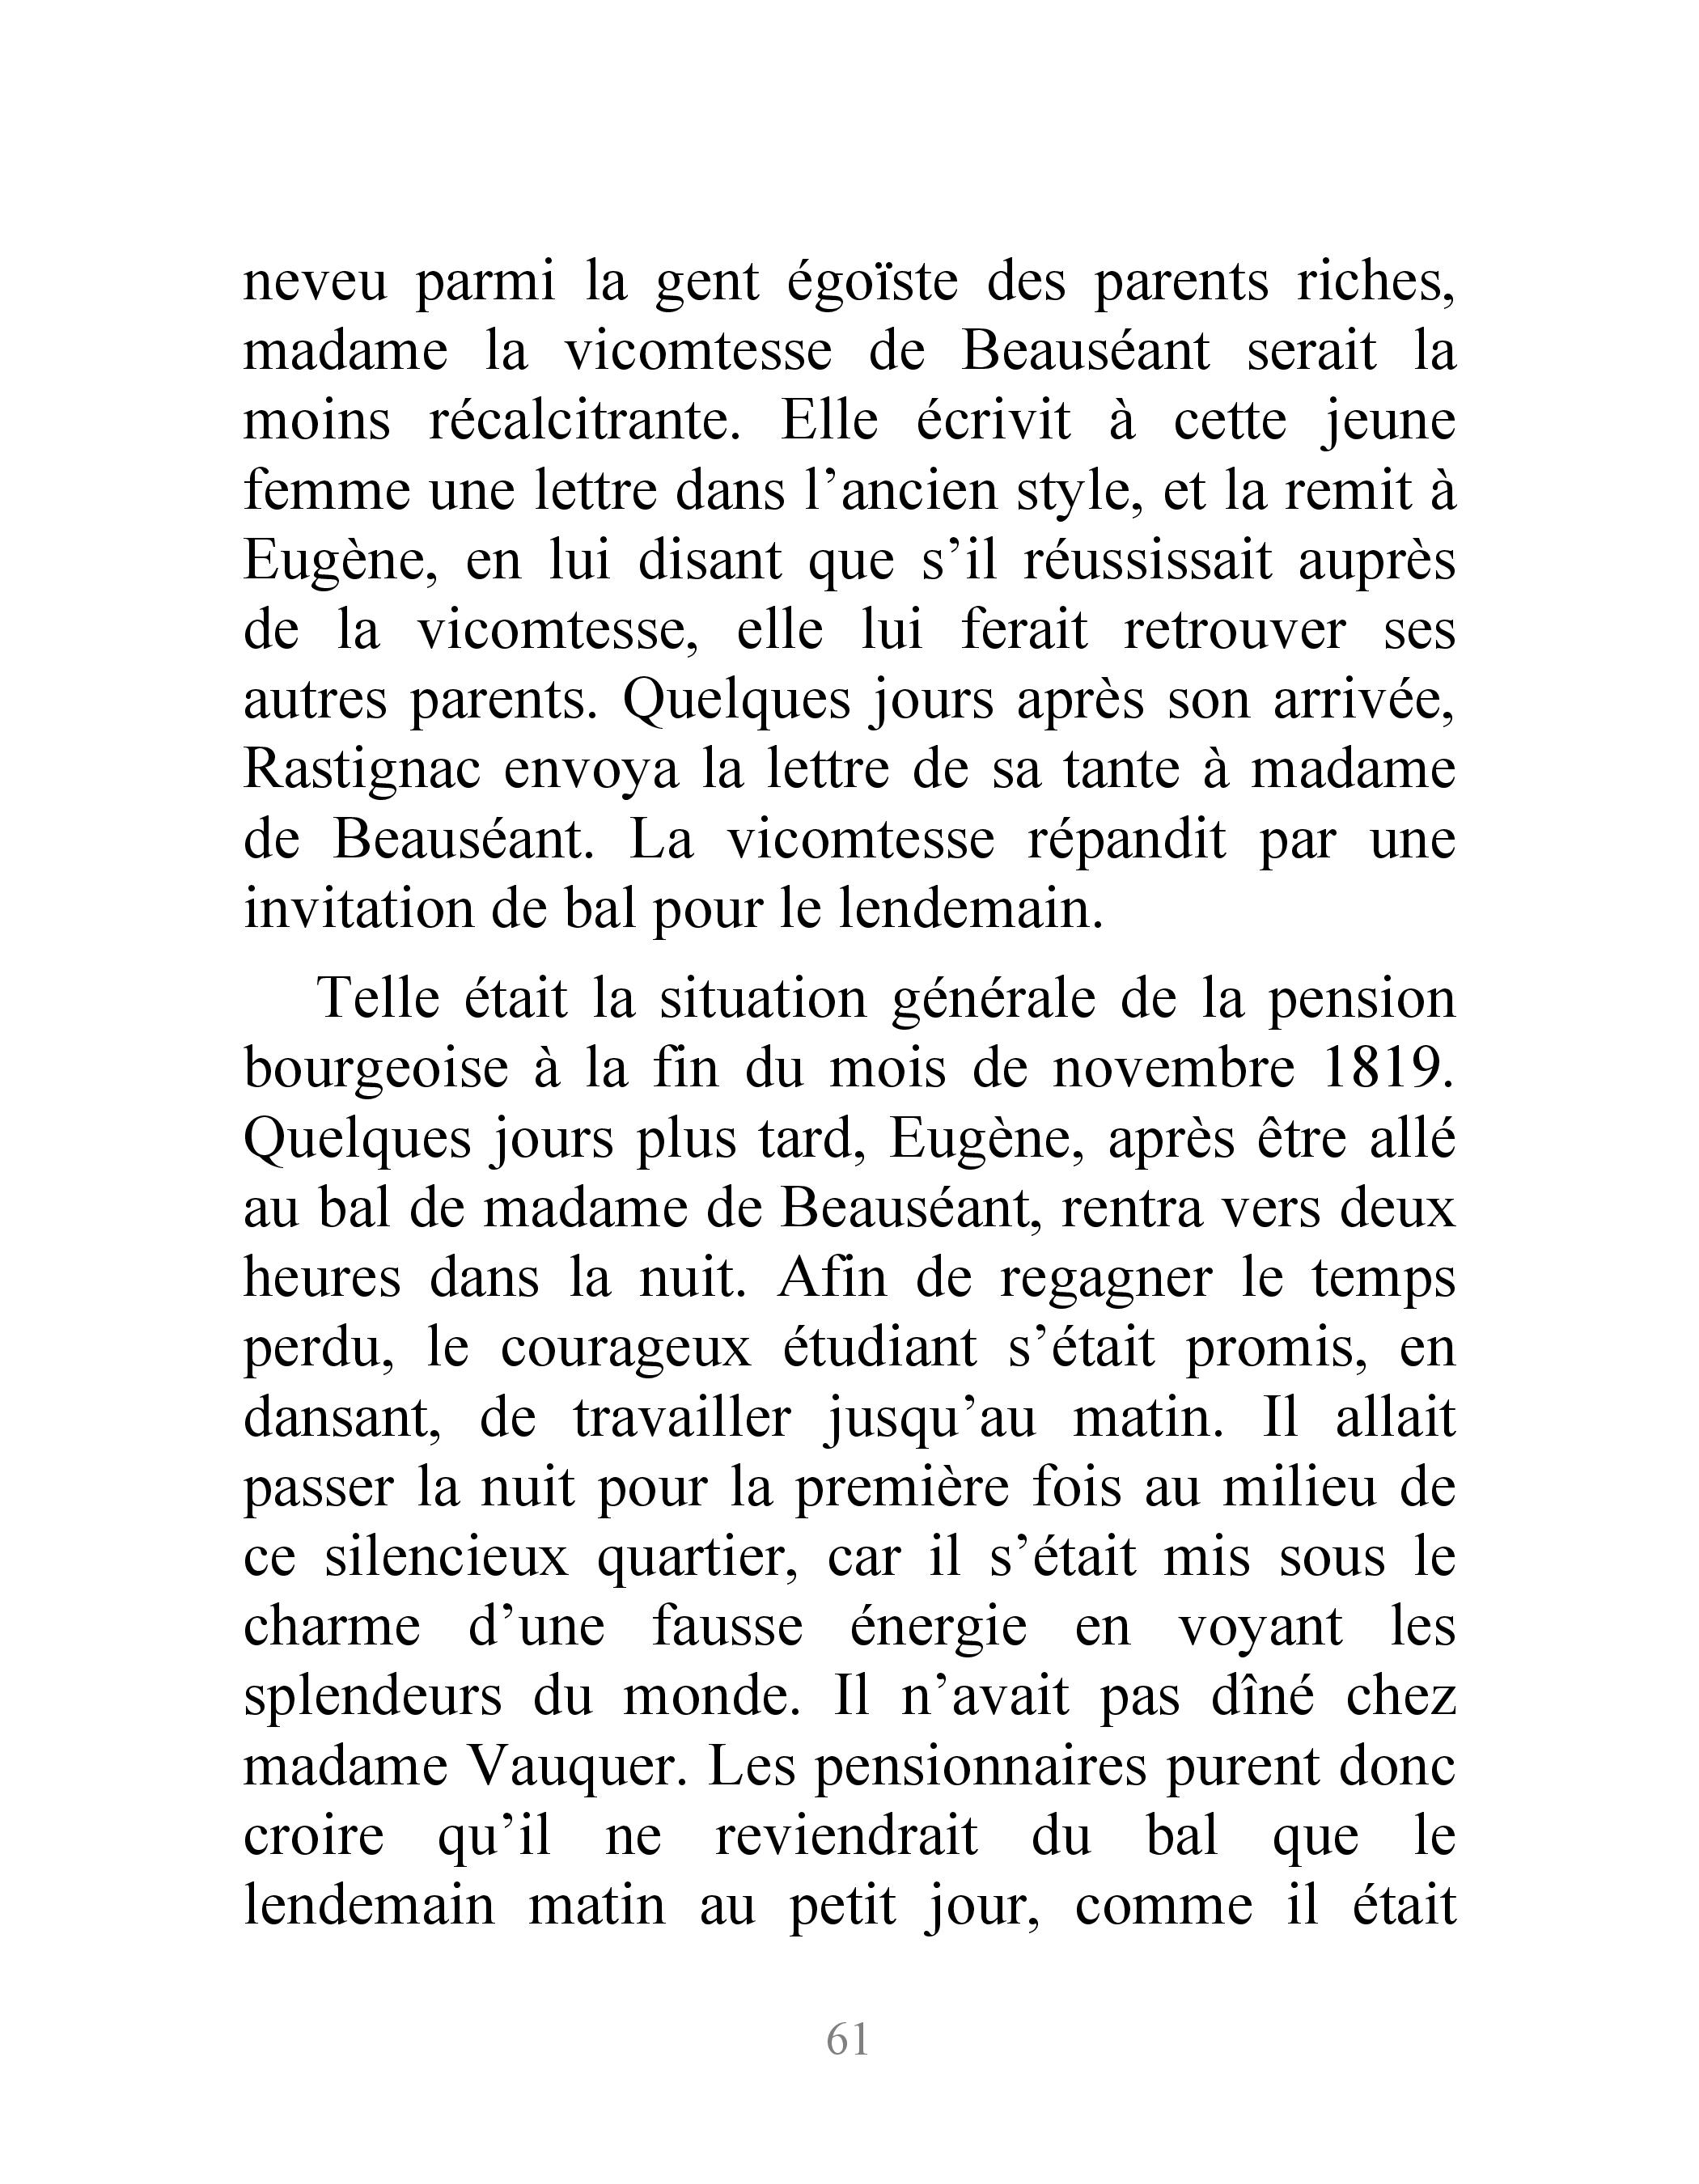 neveu parmi la gent égoïste des parents riches,
madame la vicomtesse de Beauséant serait la
moins récalcitrante. Elle écrivit à cette jeune
femme une lettre dans l’ancien style, et la remit à
Eugène, en lui disant que s’il réussissait auprès
de la vicomtesse, elle lui ferait retrouver ses
autres parents. Quelques jours après son arrivée,
Rastignac envoya la lettre de sa tante à madame
de Beauséant. La vicomtesse répandit par une
invitation de bal pour le lendemain.
Telle était la situation générale de la pension
bourgeoise à la fin du mois de novembre 1819.
Quelques jours plus tard, Eugène, après être allé
au bal de madame de Beauséant, rentra vers deux
heures dans la nuit. Afin de regagner le temps
perdu, le courageux étudiant s’était promis, en
dansant, de travailler jusqu’au matin. Il allait
passer la nuit pour la première fois au milieu de
ce silencieux quartier, car il s’était mis sous le
charme d’une fausse énergie en voyant les
splendeurs du monde. Il n’avait pas dîné chez
madame Vauquer. Les pensionnaires purent donc
croire qu’il ne reviendrait du bal que le
lendemain matin au petit jour, comme il était
61